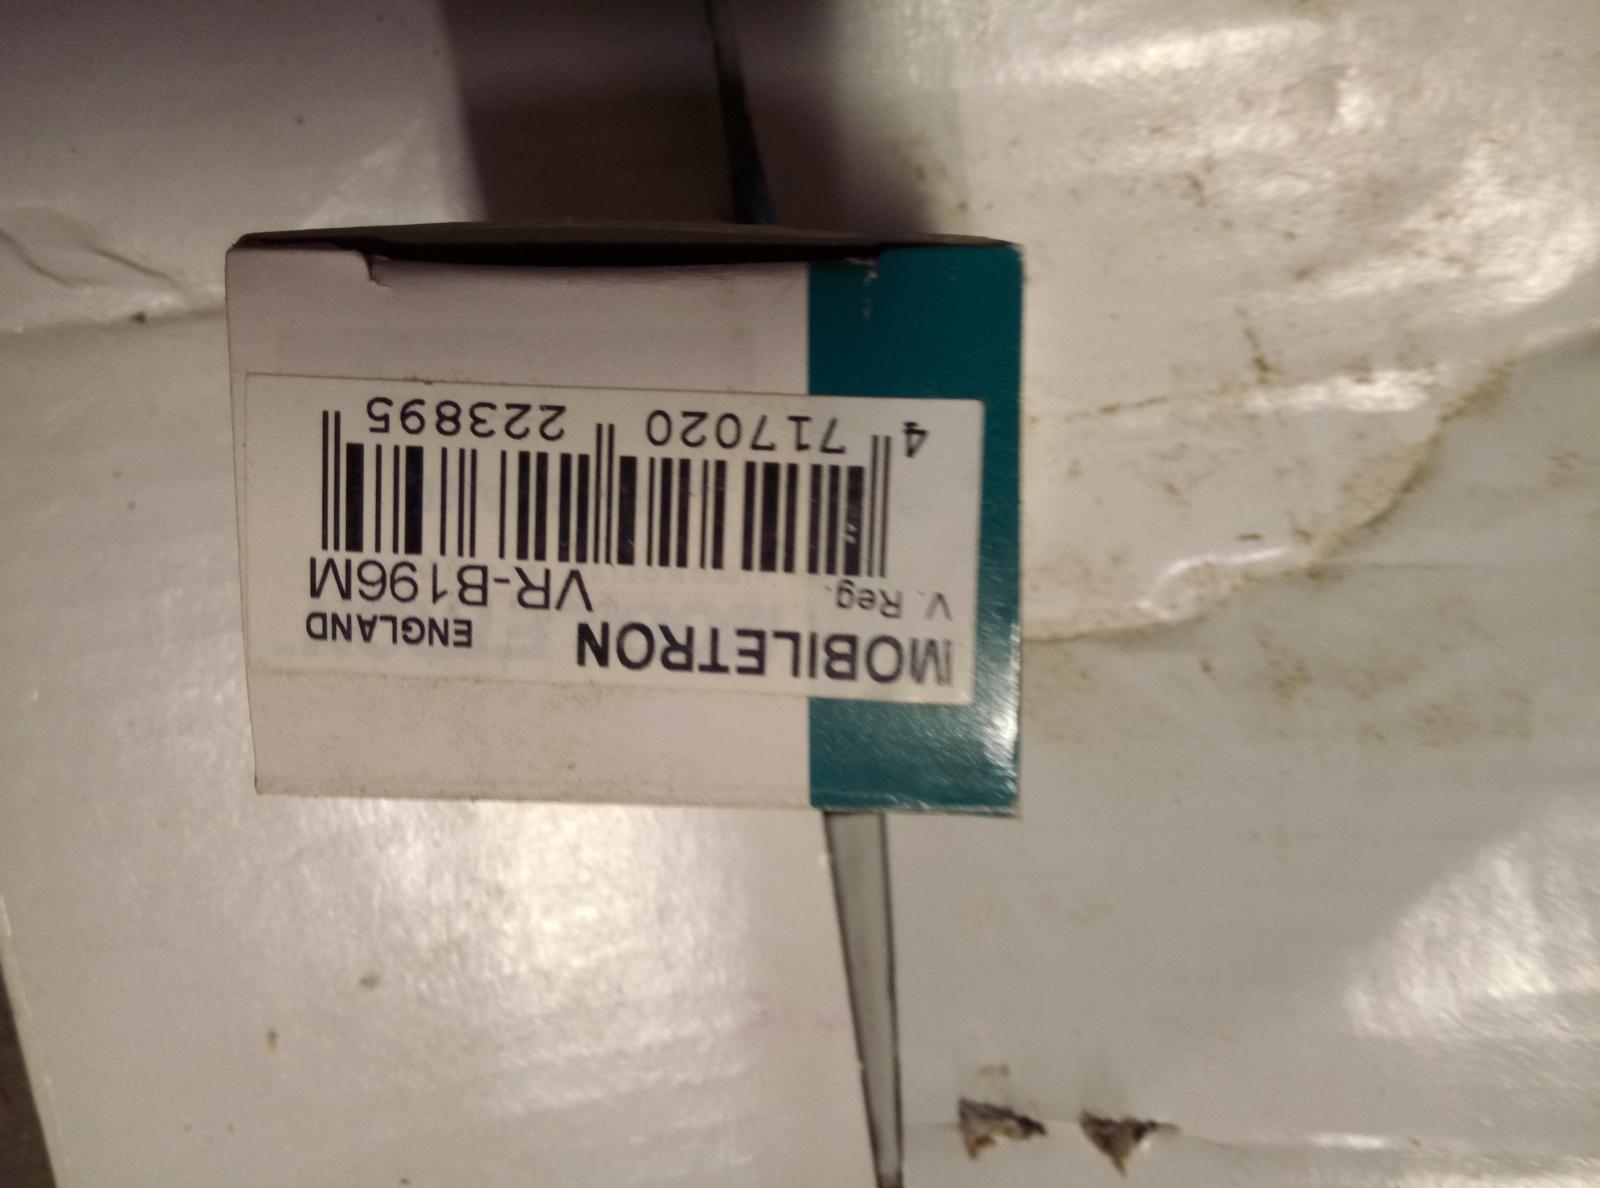 MOBILETRON ENGLAND
V. Reg. VR-B196M
4 717020 223895